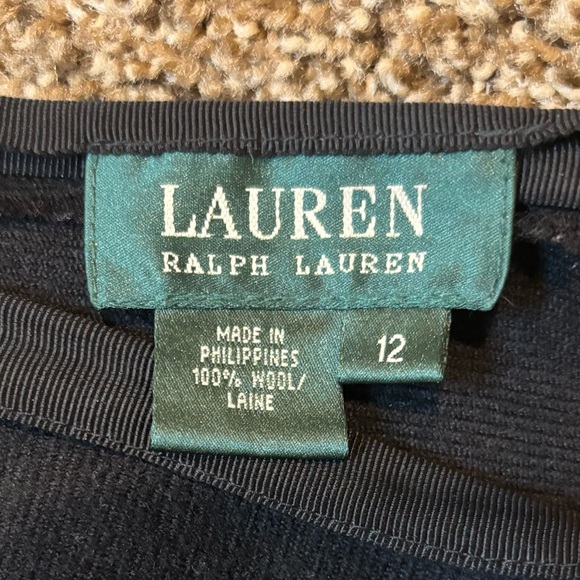 LAUREN
RALPH LAUREN
MADE IN
PHILIPPINES
100% WOOL/
LAINE
12